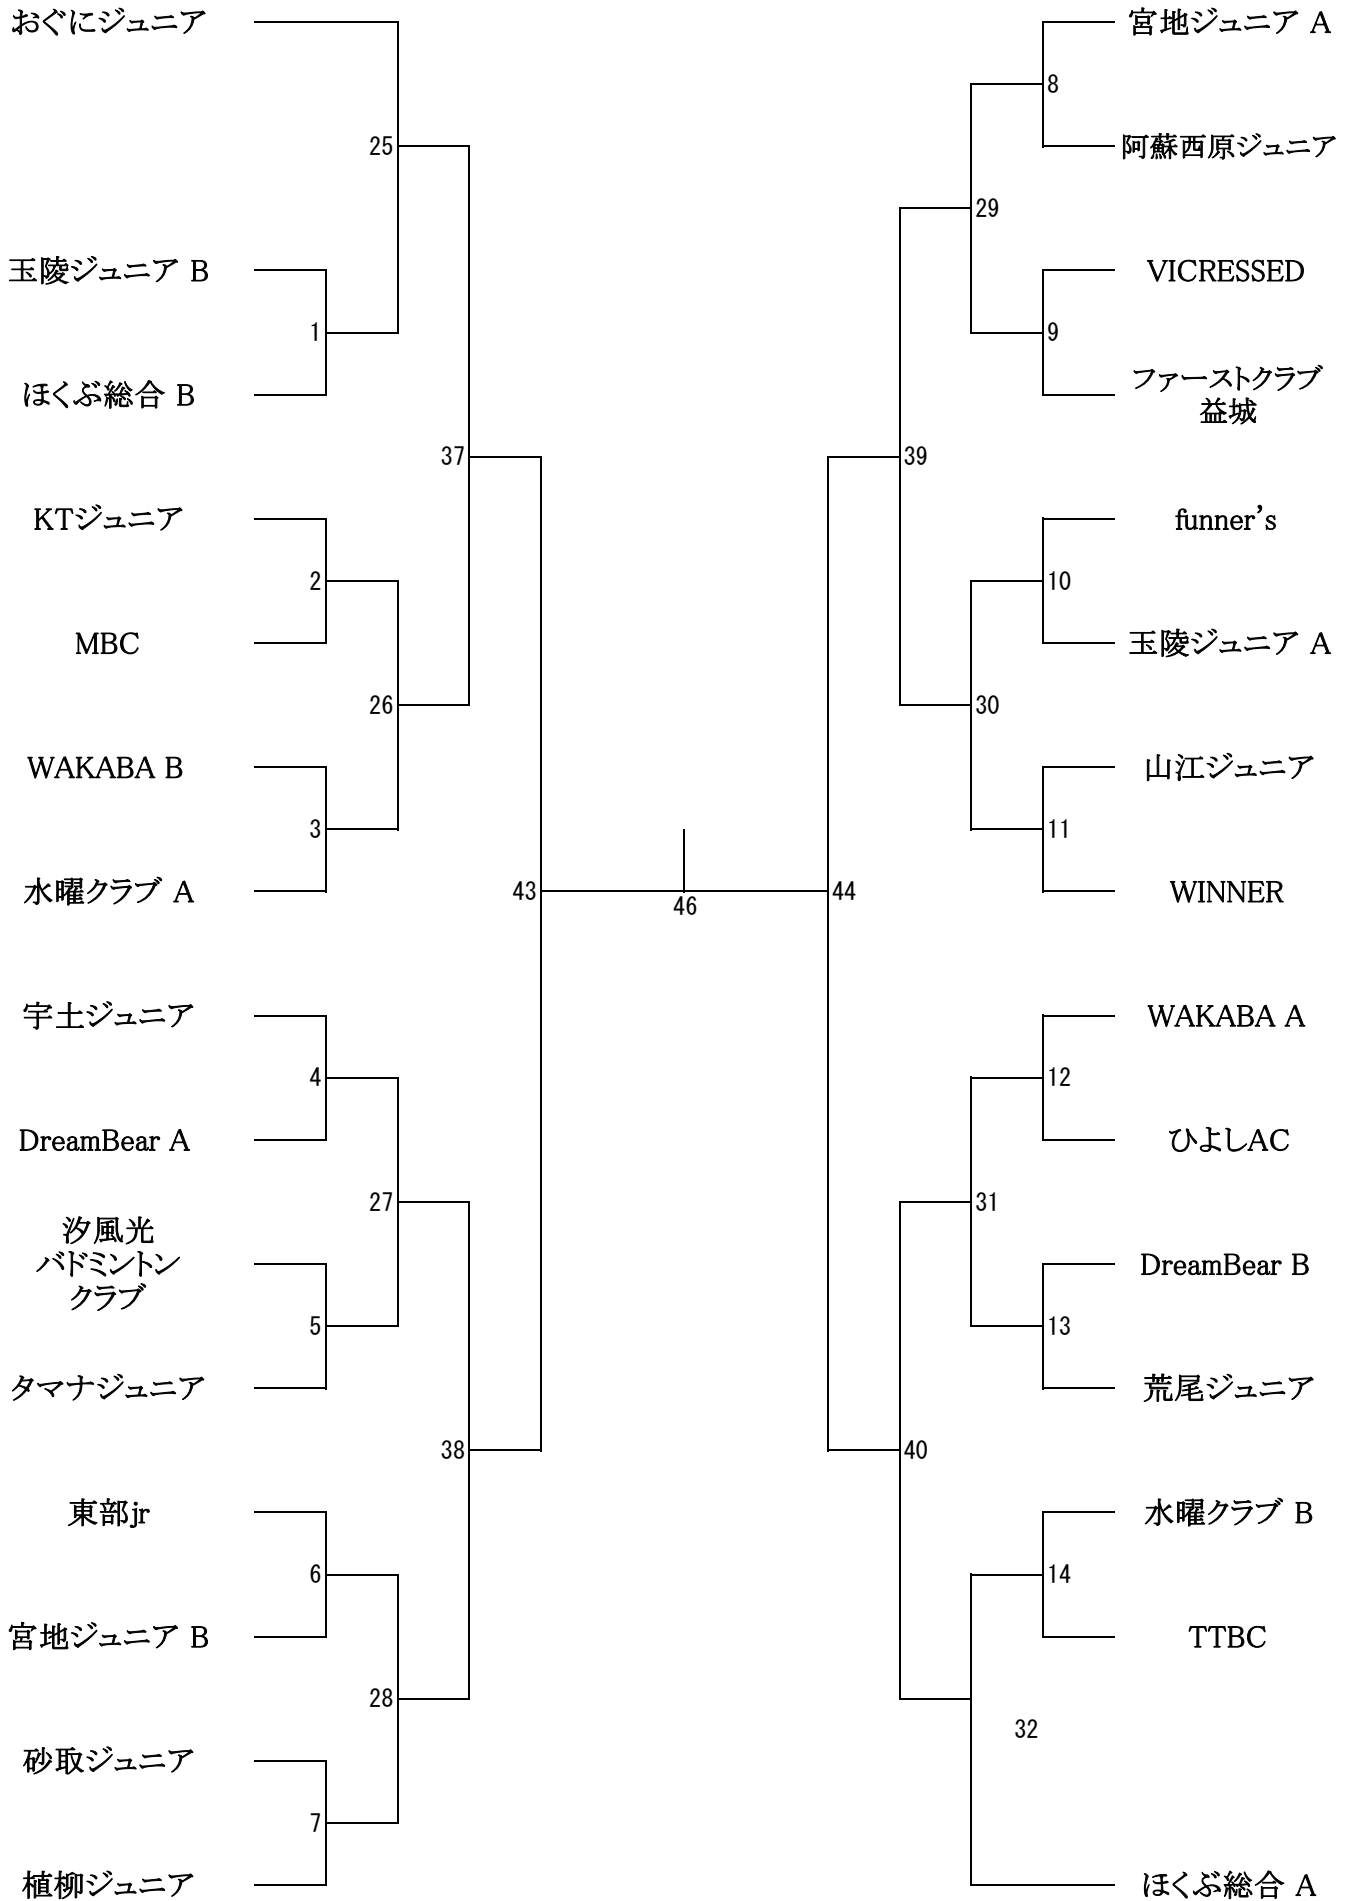 おぐにジュニア
25
玉陵ジュニア B
1
ほくぶ総合 B
37
KTジュニア
2
MBC
26
WAKABA B
3
水曜クラブ A
43
宇土ジュニア
4
DreamBear A
27
汐風光
バドミントン
クラブ
5
タマナジュニア
38
東部jr
6
宮地ジュニア B
28
砂取ジュニア
7
植柳ジュニア
46
宮地ジュニア A
8
阿蘇西原ジュニア
29
VICRESSED
9
ファーストクラブ
益城
39
funner's
10
玉陵ジュニア A
30
山江ジュニア
11
WINNER
44
WAKABA A
12
ひよしAC
31
DreamBear B
13
荒尾ジュニア
40
水曜クラブ B
14
TTBC
32
ほくぶ総合 A